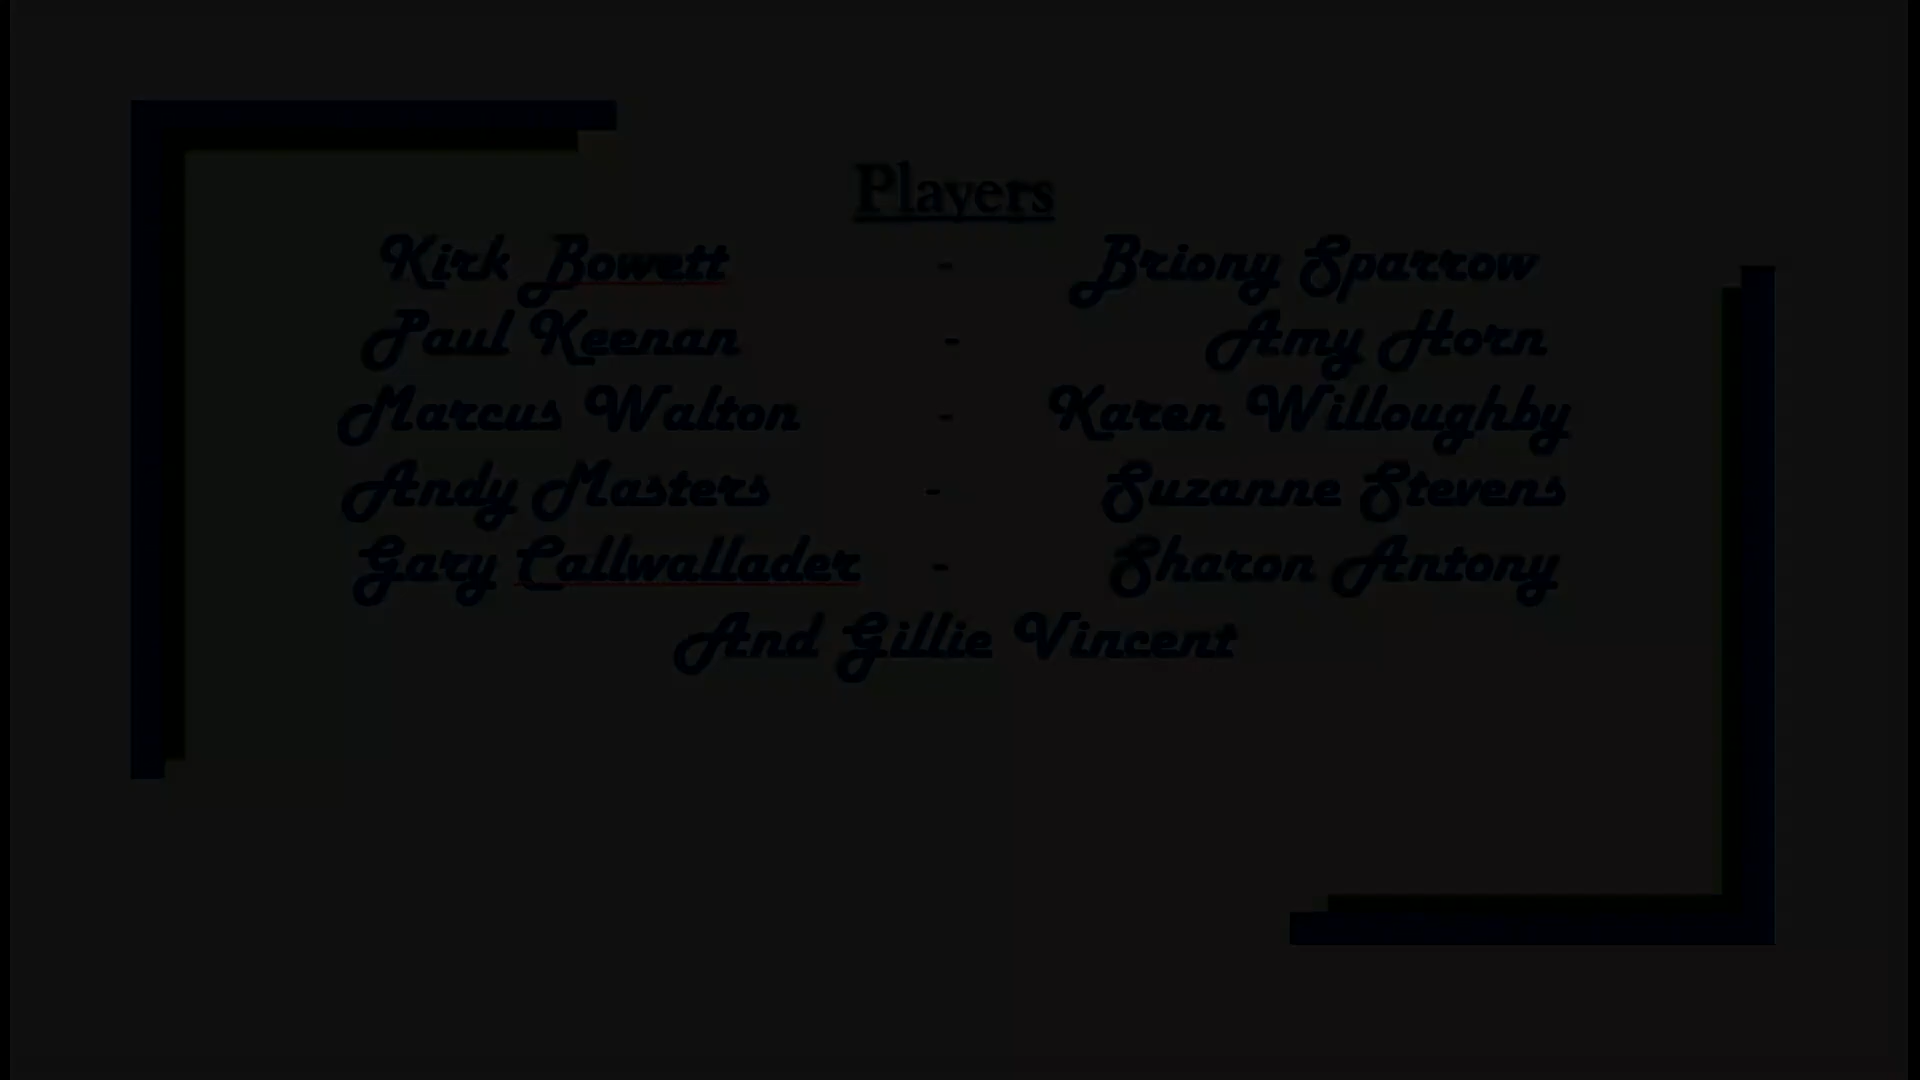 Players
Kirk Bowett - Briony Sparrow
Paul Keenan - Amy Horn
Marcus Walton - Karen Willoughby
Andy Masters - Suzanne Stevens
Gary Callwallader - Sharon Antony
And Gillie Vincent